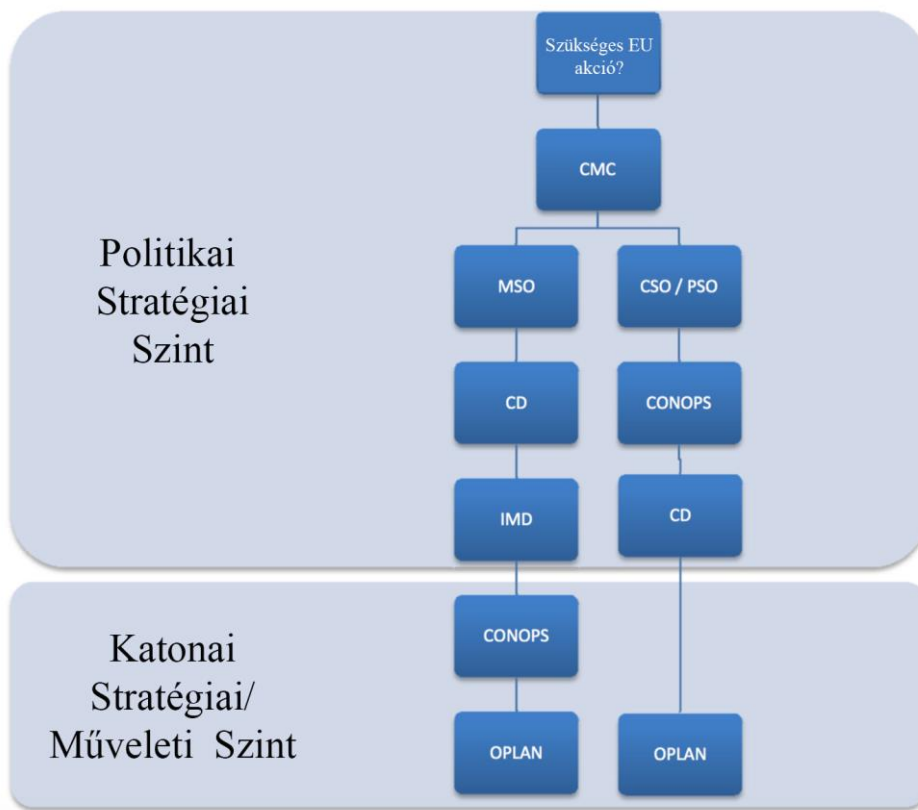 Szükséges EU
akció?
CMC
Politikai
Stratégiai
Szint
MSO
CSO / PSO
CD
CONOPS
IMD
CD
Katonai
Stratégiai/
Műveleti Szint
CONOPS
OPLAN
OPLAN